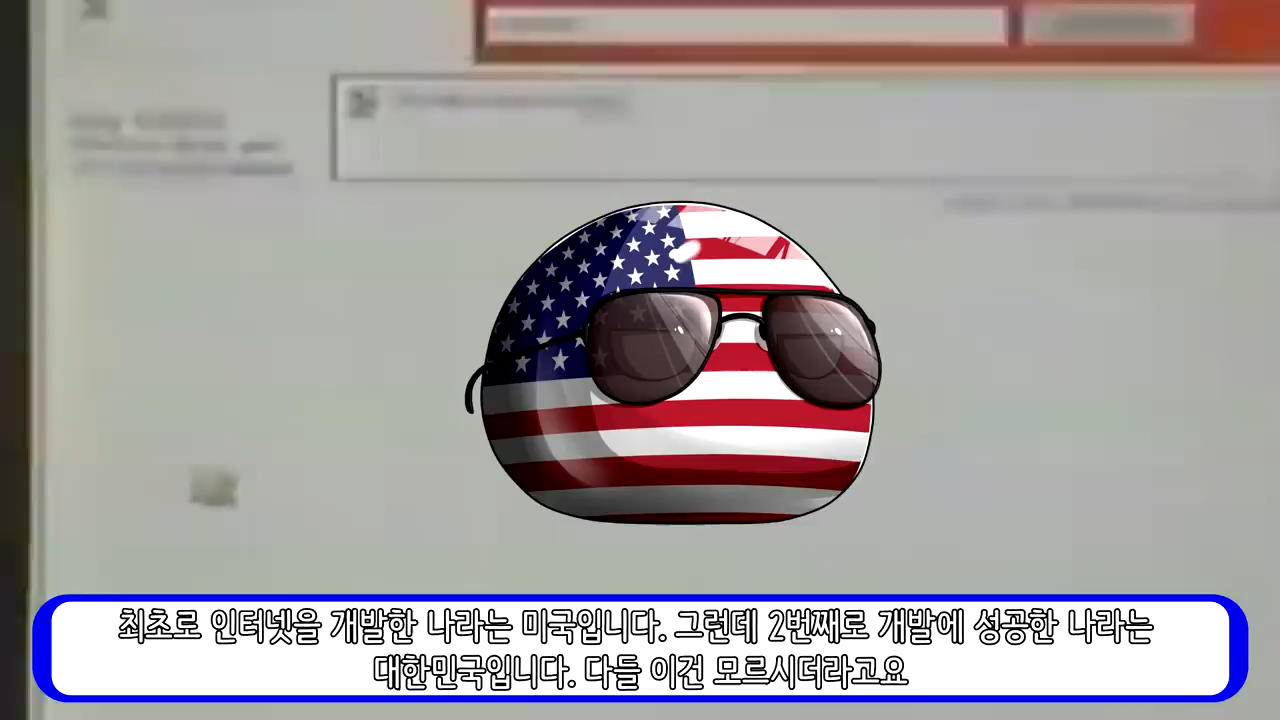 최초로 인터넷을 개발한 나라는 미국입니다. 그런데 2번째로 개발에 성공한 나라는
대한민국입니다. 다들 이건 모르시더라고요